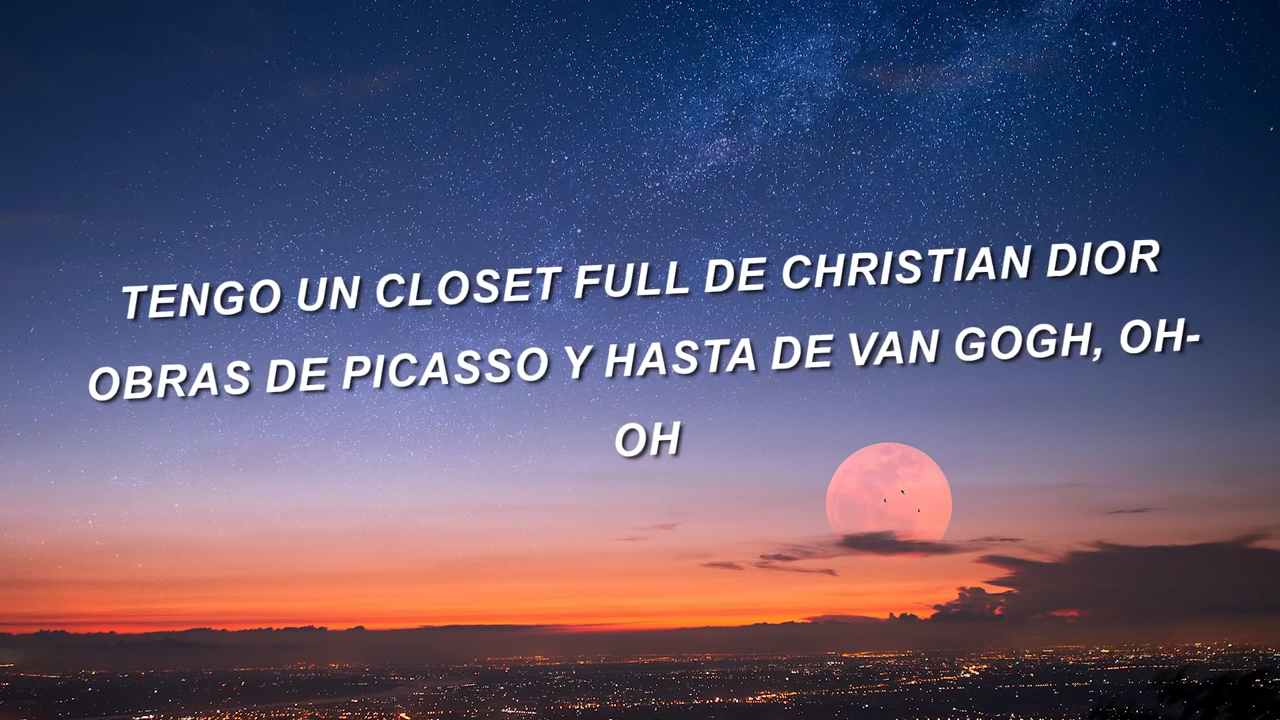 TENGO UN CLOSET FULL DE CHRISTIAN DIOR
OBRAS DE PICASSO Y HASTA DE VAN GOGH, OH-
OH